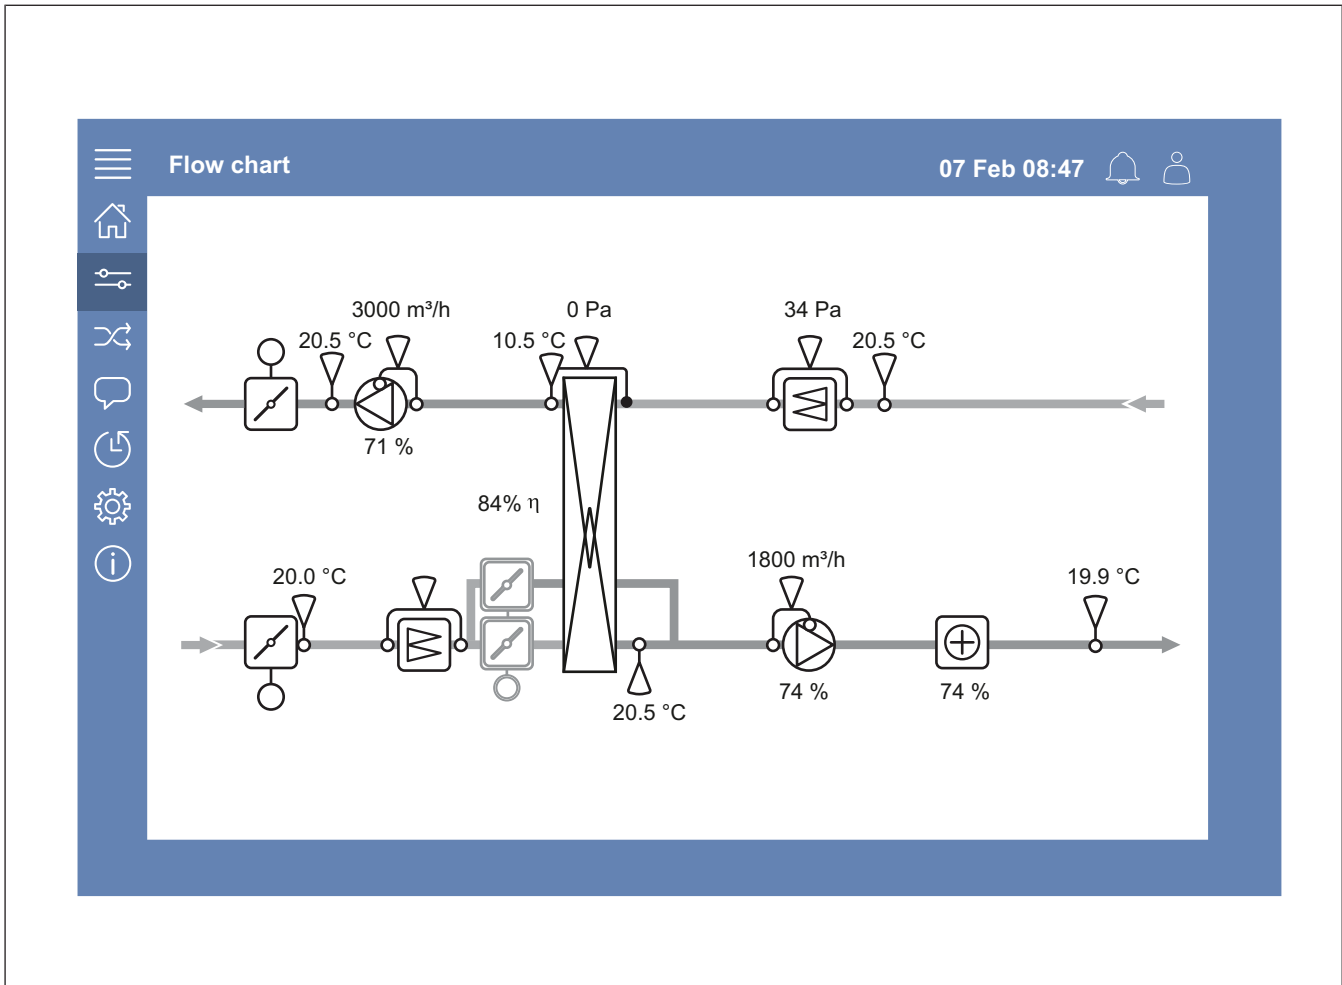 Flow chart
07 Feb 08:47
3000 m³/h
0 Pa
34 Pa
20.5 °C
10.5 °C
20.5 °C
71 %
84% η
1800 m³/h
20.0 °C
19.9 °C
74 %
74 %
20.5 °C